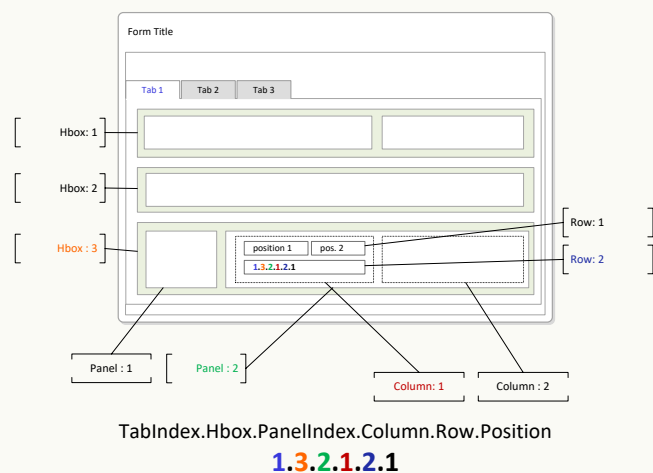 Form Title
Tab 1 Tab 2 Tab 3
Hbox: 1
Hbox: 2
Row: 1
Hbox : 3
position 1 pos. 2
Row: 2
1.3.2.1.2.1
Panel : 1 Panel : 2
Column: 1 Column : 2
TabIndex.Hbox.PanelIndex.Column.Row.Position
1.3.2.1.2.1